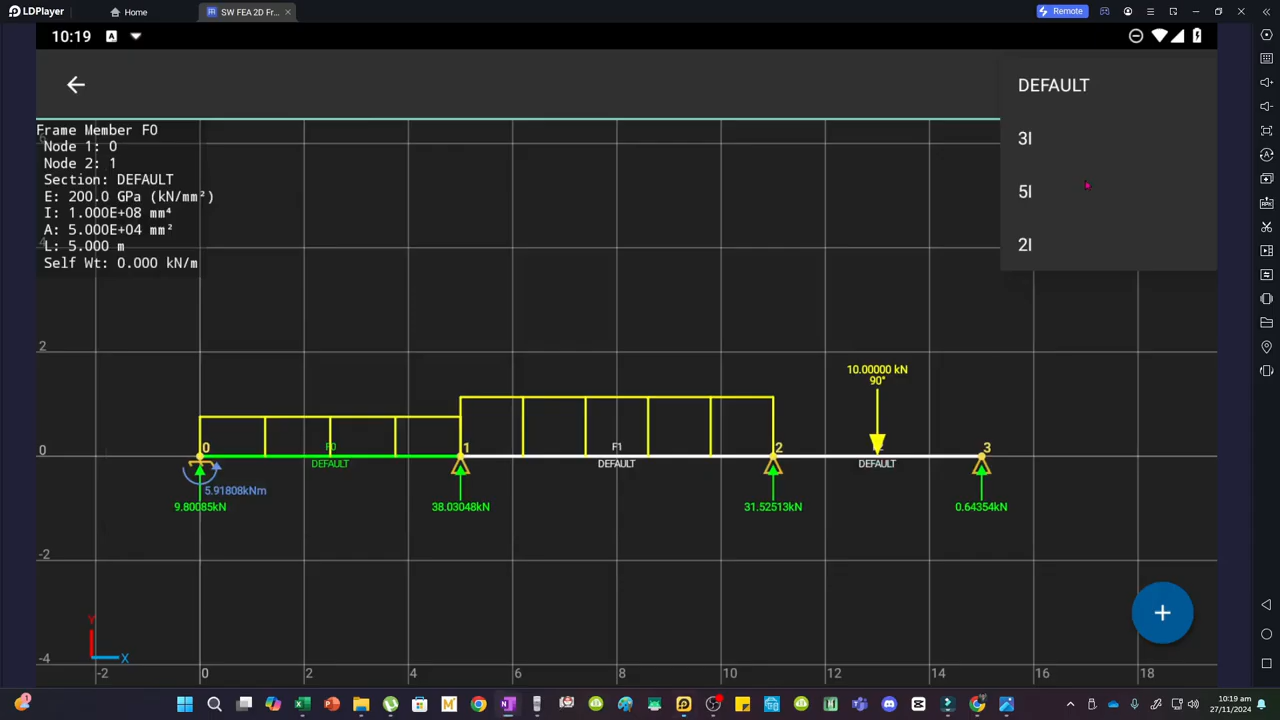 LDPlayer
Home
SW FEA 2D Fr...
Remote
10:19
A
DEFAULT
3I
5I
2I
Frame Member F0
Node 1: 0
Node 2: 1
Section: DEFAULT
E: 200.0 GPa (kN/mm²)
I: 1.000E+08 mm⁴
A: 5.000E+04 mm²
L: 5.000 m
Self Wt: 0.000 kN/m
2
10.00000 kN
90°
0
0
F0
1
F1
2
3
DEFAULT
DEFAULT
DEFAULT
5.91808kNm
9.80085kN
38.03048kN
31.52513kN
0.64354kN
-2
Y
X
-4
-2
0
2
4
6
8
10
12
14
16
18
10:19 am
27/11/2024